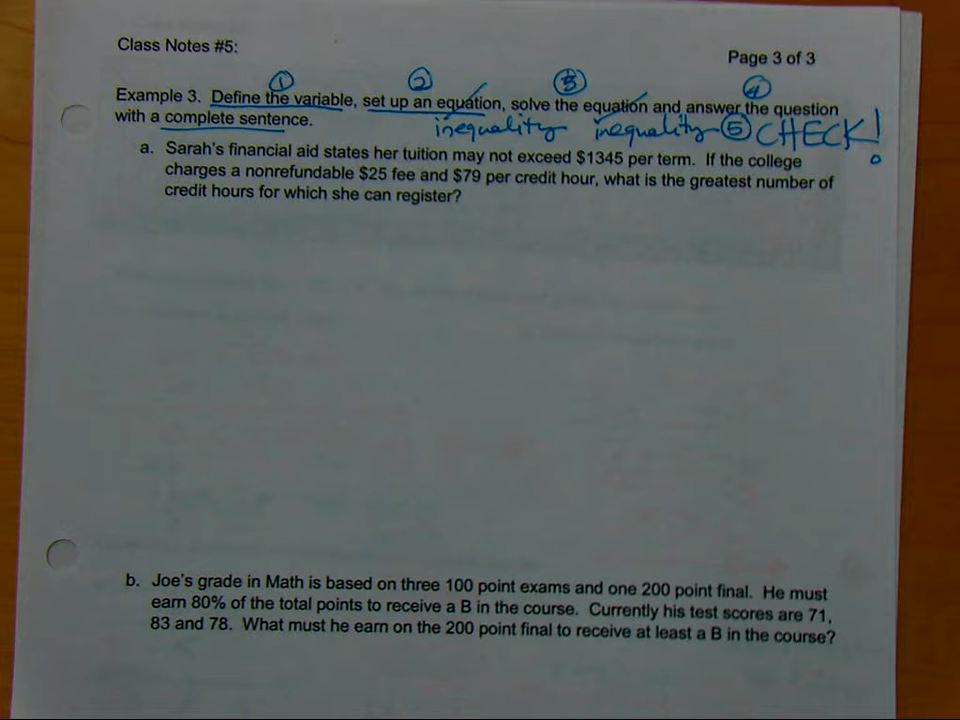 Class Notes #5:
Page 3 of 3
① ② ③ ④
Example 3. Define the variable, set up an equation, solve the equation and answer the question
with a complete sentence.
inequality inequality ⑤ CHECK!
a. Sarah's financial aid states her tuition may not exceed $1345 per term. If the college
charges a nonrefundable $25 fee and $79 per credit hour, what is the greatest number of
credit hours for which she can register?
b. Joe's grade in Math is based on three 100 point exams and one 200 point final. He must
earn 80% of the total points to receive a B in the course. Currently his test scores are 71,
83 and 78. What must he earn on the 200 point final to receive at least a B in the course?